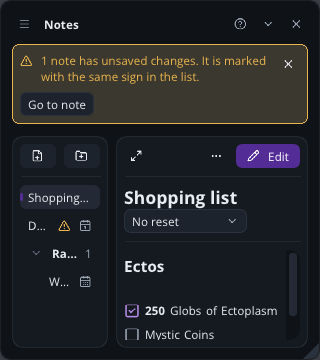 Notes
1 note has unsaved changes. It is marked
with the same sign in the list.
Go to note
Edit
Shopping...
D...
Ra... 1
W...
Shopping list
No reset
Ectos
250 Globs of Ectoplasm
Mystic Coins